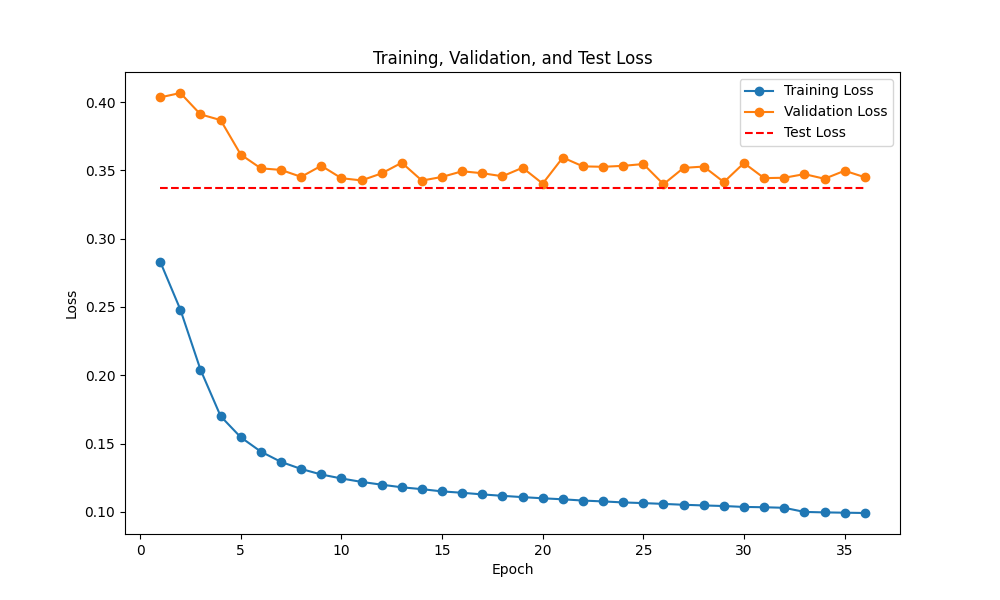 Training, Validation, and Test Loss
Training Loss
Validation Loss
Test Loss
Loss
0.40
0.35
0.30
0.25
0.20
0.15
0.10
0 5 10 15 20 25 30 35
Epoch